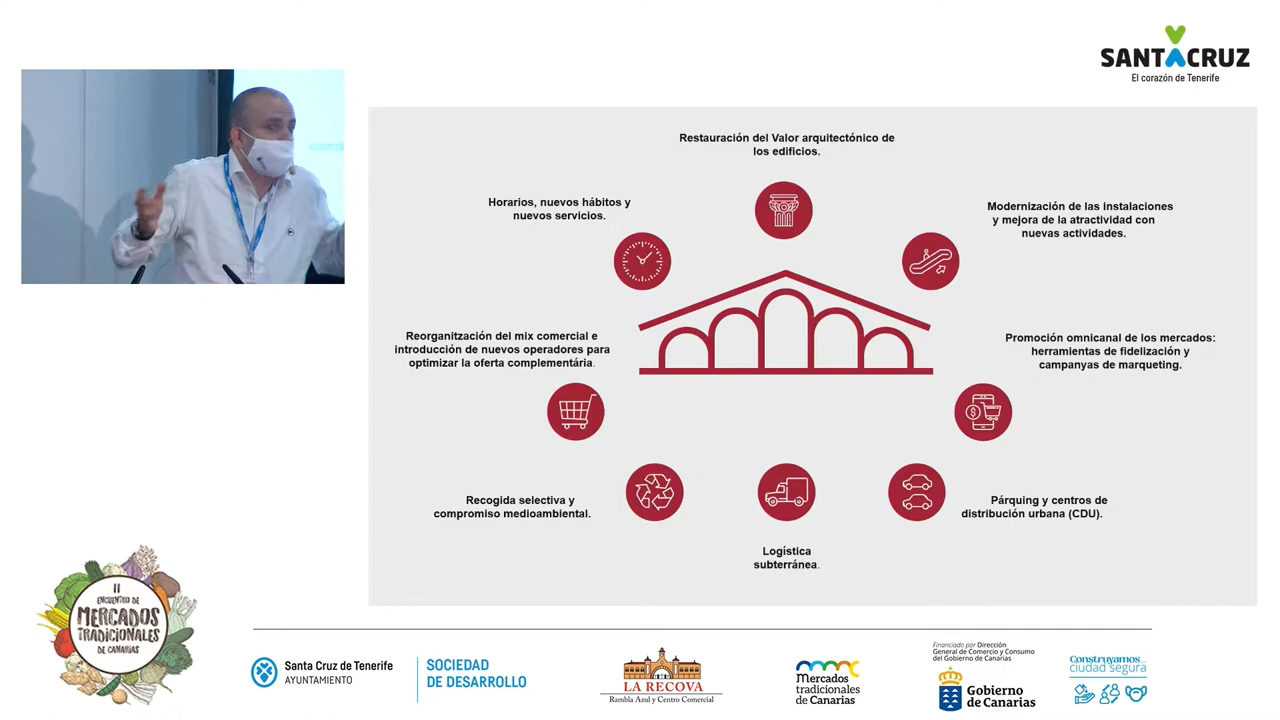 SANTACRUZ
El corazón de Tenerife
Restauración del Valor arquitectónico de
los edificios.
Horarios, nuevos hábitos y
nuevos servicios.
Modernización de las instalaciones
y mejora de la atractividad con
nuevas actividades.
Reorganitzación del mix comercial e
introducción de nuevos operadores para
optimizar la oferta complementária.
Promoción omnicanal de los mercados:
herramientas de fidelización y
campanyas de marqueting.
Recogida selectiva y
compromiso medioambiental.
Párquing y centros de
distribución urbana (CDU).
Logística
subterránea.
II
ENCUENTRO DE
MERCADOS
TRADICIONALES
DE CANARIAS
Santa Cruz de Tenerife
AYUNTAMIENTO
SOCIEDAD
DE DESARROLLO
LA RECOVA
Rambla Azul y Centro Comercial
mercados
tradicionales
de Canarias
Financiado por Dirección
General de Comercio y Consumo
del Gobierno de Canarias
Gobierno
de Canarias
Construyamos...
ciudad segura